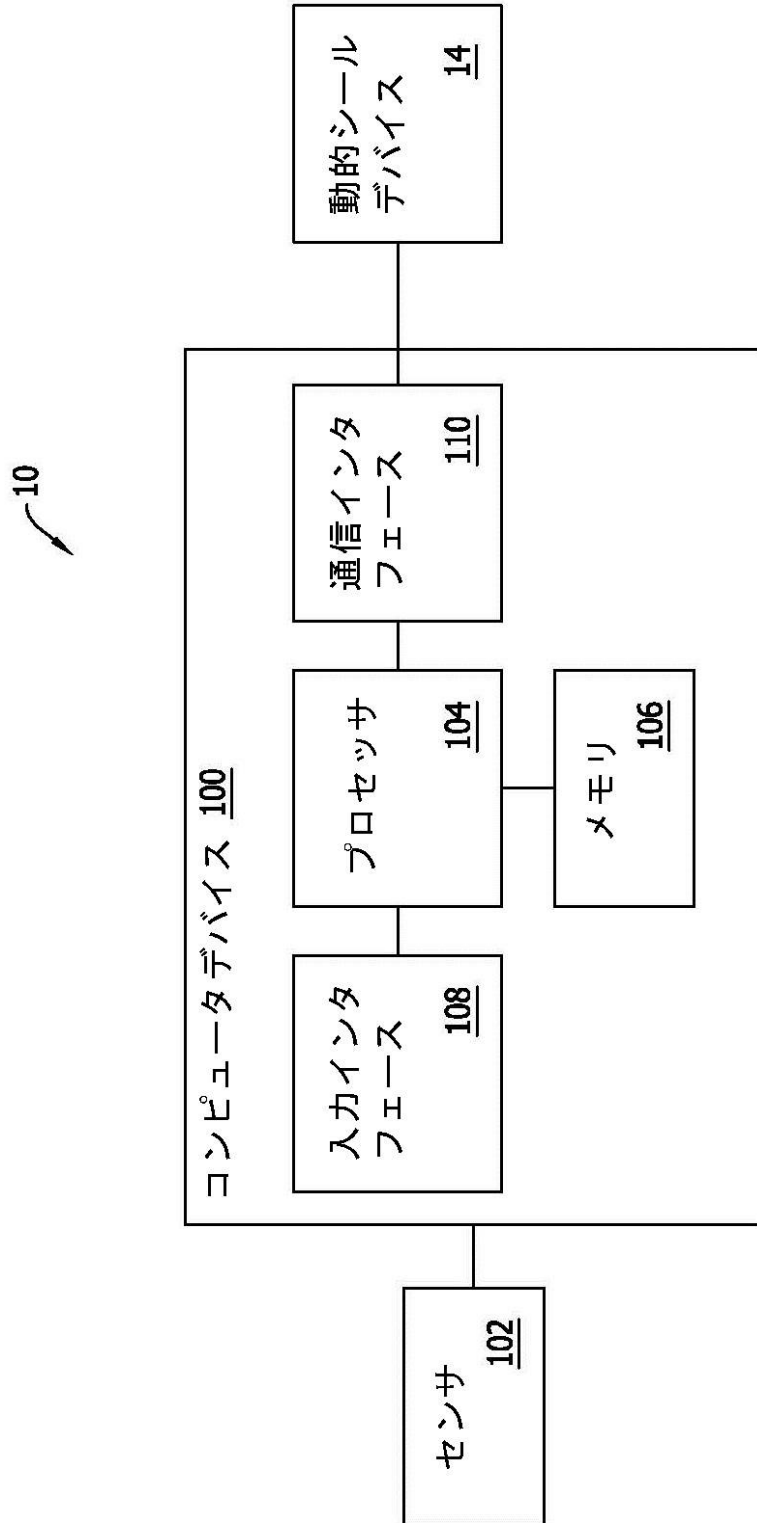 10
コンピュータデバイス 100
センサ
102
入力インタ
フェース
108
プロセッサ
104
メモリ
106
通信インタ
フェース
110
動的シール
デバイス
14